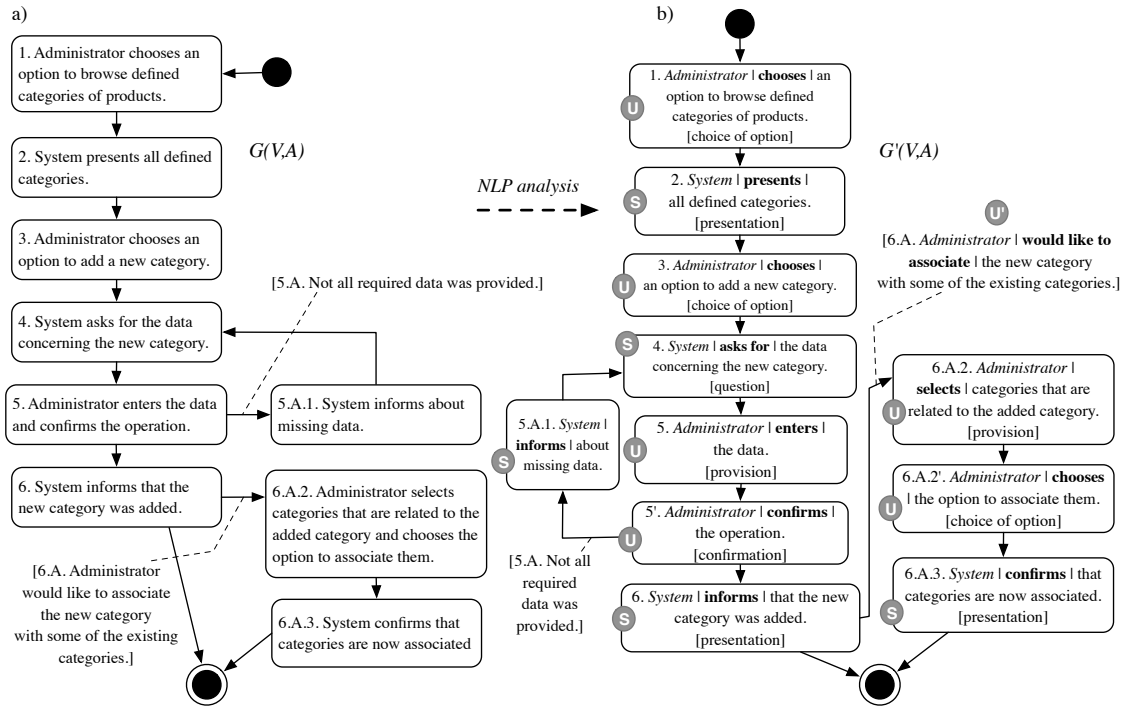 a)
1. Administrator chooses an
option to browse defined
categories of products.
2. System presents all defined
categories.
G(V,A)
3. Administrator chooses an
option to add a new category.
[5.A. Not all required data was provided.]
4. System asks for the data
concerning the new category.
5. Administrator enters the data
and confirms the operation.
5.A.1. System informs about
missing data.
6. System informs that the
new category was added.
6.A.2. Administrator selects
categories that are related to the
added category and chooses the
option to associate them.
[6.A. Administrator
would like to associate
the new category
with some of the existing
categories.]
6.A.3. System confirms that
categories are now associated
NLP analysis
b)
1. Administrator | chooses | an
option to browse defined
categories of products.
[choice of option]
U
G'(V,A)
2. System | presents |
all defined categories.
[presentation]
S
U'
[6.A. Administrator | would like to
associate | the new category
with some of the existing categories.]
3. Administrator | chooses |
an option to add a new category.
[choice of option]
U
S
4. System | asks for | the data
concerning the new category.
[question]
5.A.1. System |
informs | about
missing data.
S
5. Administrator | enters |
the data.
[provision]
U
5'. Administrator | confirms |
the operation.
[confirmation]
U
[5.A. Not all
required
data was
provided.]
6. System | informs | that the new
category was added.
[presentation]
S
6.A.2. Administrator |
selects | categories that are
related to the added category.
[provision]
U
6.A.2'. Administrator | chooses
| the option to associate them.
[choice of option]
U
6.A.3. System | confirms | that
categories are now associated.
[presentation]
S